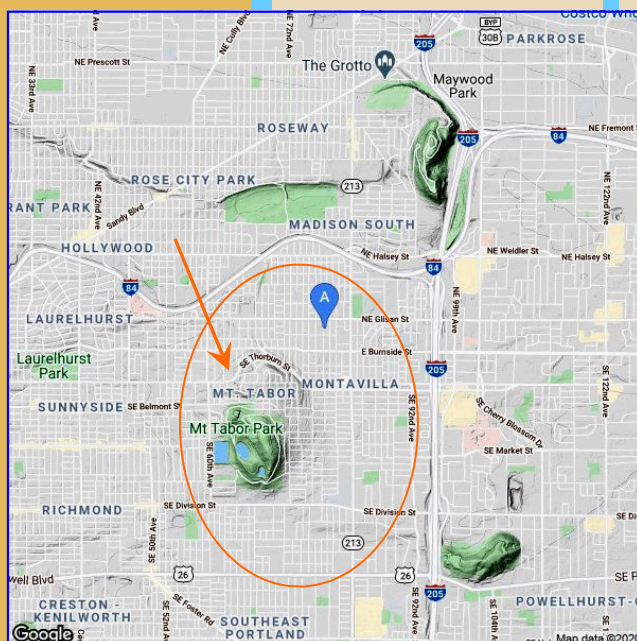 Costco Who
BYP
30B
205
PARKROSE
NE Cully Blvd
NE 72nd Ave
NE Prescott St
The Grotto
Maywood
Park
NE 33rd Ave
ROSEWAY
205
84
NE Fremont
NE 42nd Ave
ROSE CITY PARK
213
NE 122nd Ave
RANT PARK
Sandy Blvd
MADISON SOUTH
HOLLYWOOD
NE Halsey St
NE Weidler St
NE Halsey St
84
84
NE 99th Ave
A
LAURELHURST
NE Glisan St
E Burnside St
Laurelhurst
Park
SE Thorburn St
205
MT. TABOR
MONTAVILLA
SE 122nd Ave
SUNNYSIDE
SE Belmont St
SE 92nd Ave
SE Cherry Blossom Dr
Mt Tabor Park
SE 60th Ave
SE Market St
SE Division St
SE Division St
SE Di
RICHMOND
SE 50th Ave
213
well Blvd
26
26
SE P
205
CRESTON -
KENILWORTH
SE 52nd
SE Foster Rd
SE 92nd Ave
SE 104th Ave
POWELLHURST-G
SOUTHEAST
PORTLAND
Google
Map data ©202